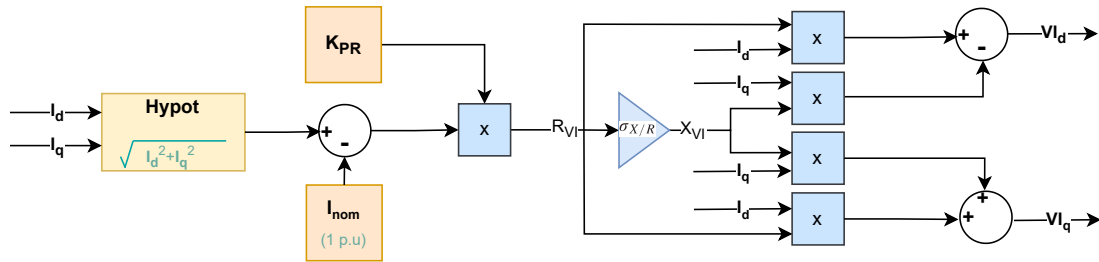 K_PR
I_d
I_q
Hypot
√I_d²+I_q²
+
-
x
I_nom
(1 p.u)
R_VI
σ_X/R
X_VI
I_d
x
+
-
VI_d
I_q
x
x
I_q
I_d
x
+
+
VI_q